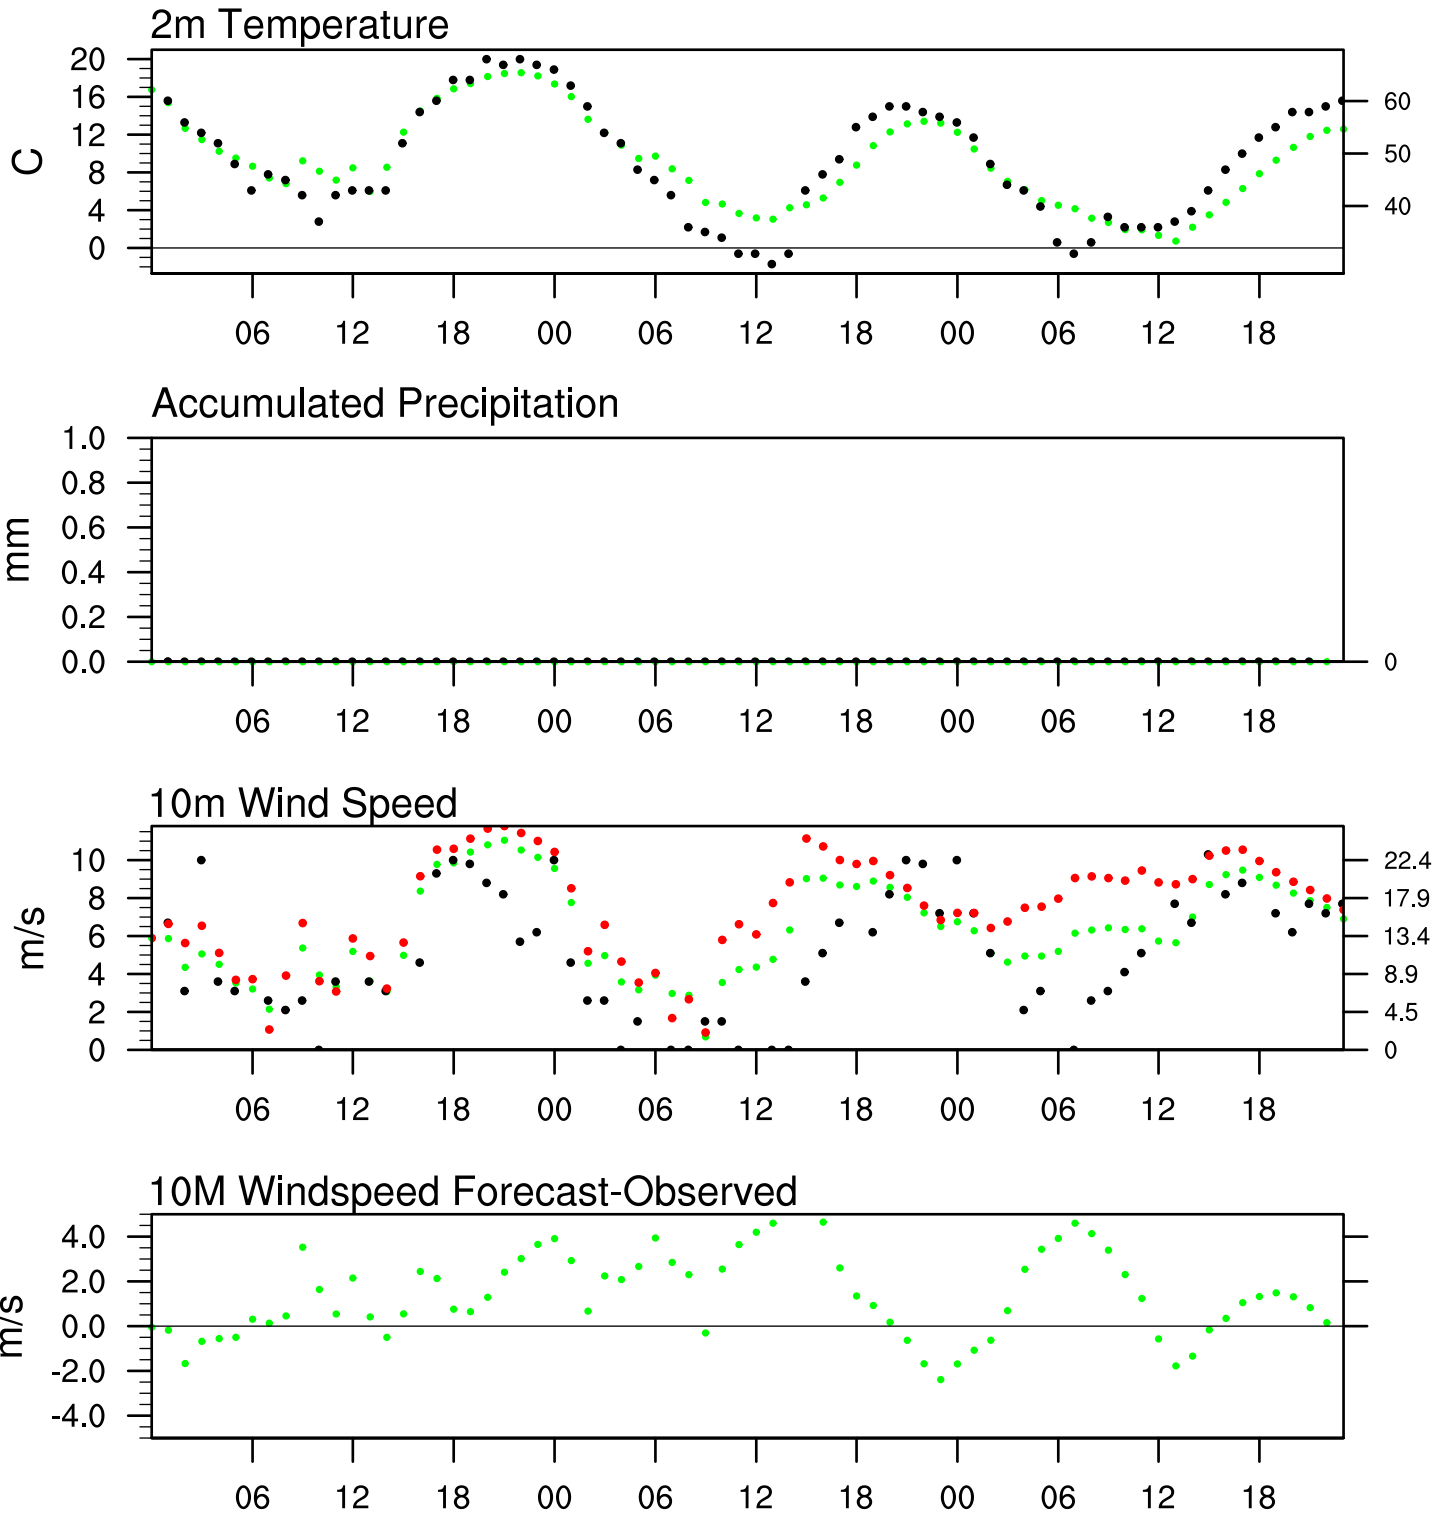 2m Temperature
20
16
12
8
4
0
C
60
50
40
06 12 18 00 06 12 18 00 06 12 18
Accumulated Precipitation
1.0
0.8
0.6
0.4
0.2
0.0
mm
0
06 12 18 00 06 12 18 00 06 12 18
10m Wind Speed
10
8
6
4
2
0
m/s
22.4
17.9
13.4
8.9
4.5
0
06 12 18 00 06 12 18 00 06 12 18
10M Windspeed Forecast-Observed
4.0
2.0
0.0
-2.0
-4.0
m/s
06 12 18 00 06 12 18 00 06 12 18